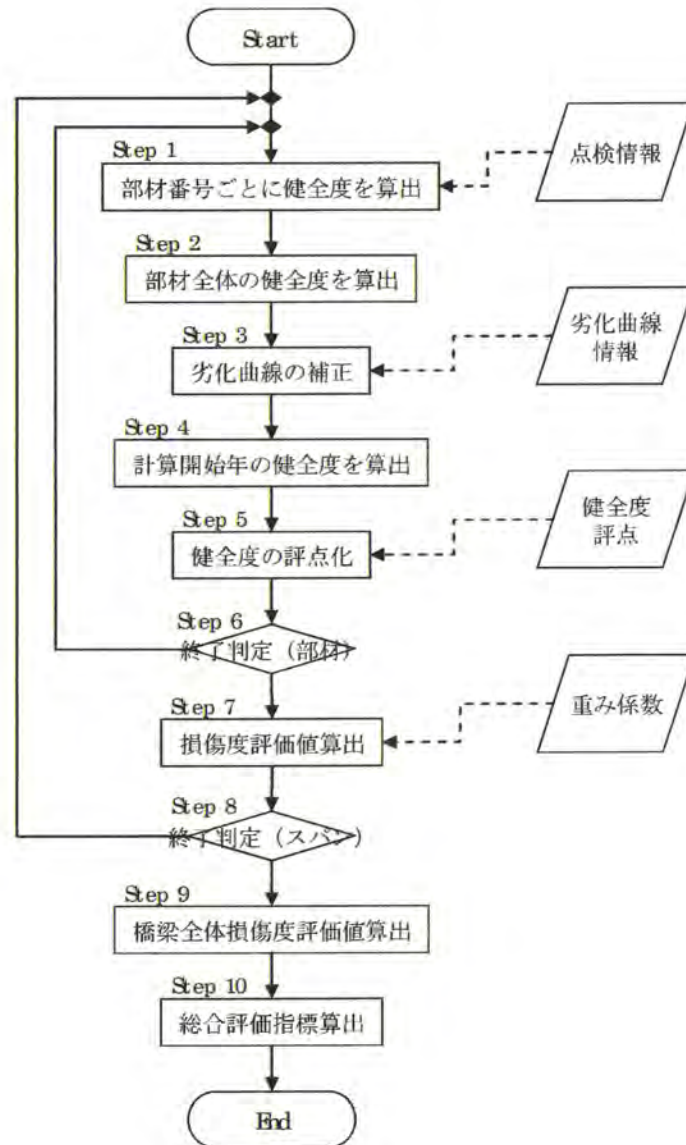 Start
Step 1
部材番号ごとに健全度を算出
点検情報
Step 2
部材全体の健全度を算出
Step 3
劣化曲線の補正
劣化曲線
情報
Step 4
計算開始年の健全度を算出
Step 5
健全度の評点化
健全度
評点
Step 6
終了判定（部材）
Step 7
損傷度評価値算出
重み係数
Step 8
終了判定（スパン）
Step 9
橋梁全体損傷度評価値算出
Step 10
総合評価指標算出
End